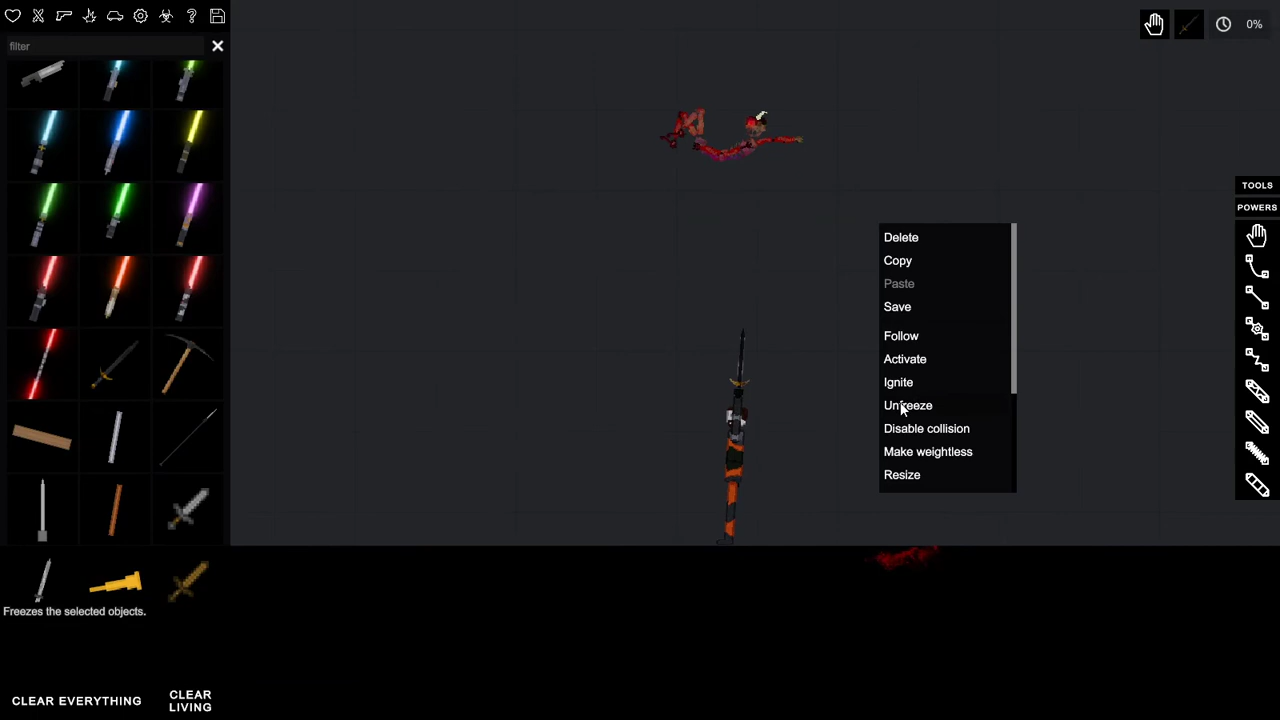 filter
0%
TOOLS
POWERS
Delete
Copy
Paste
Save
Follow
Activate
Ignite
Unfreeze
Disable collision
Make weightless
Resize
Freezes the selected objects.
CLEAR EVERYTHING
CLEAR
LIVING